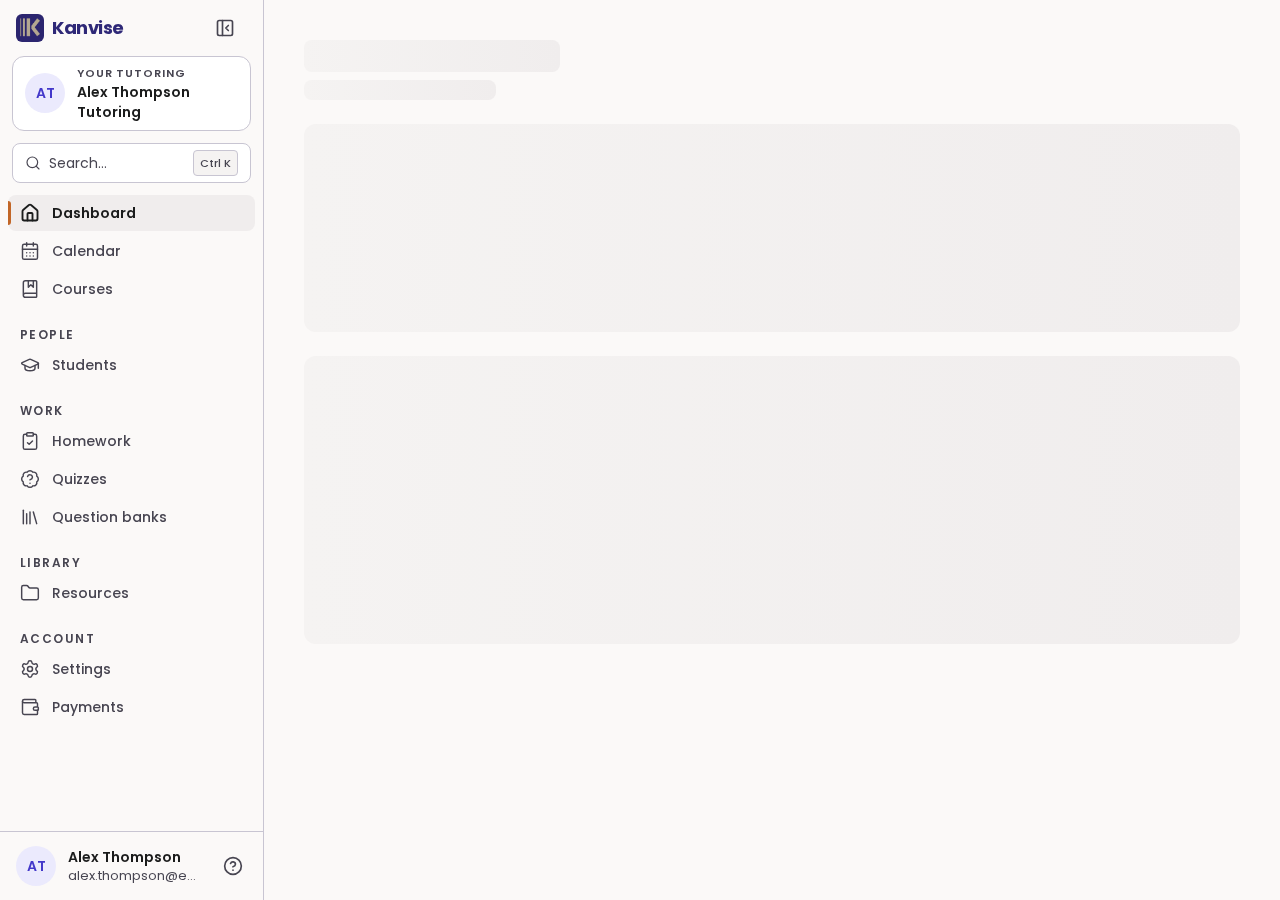 Kanvise
YOUR TUTORING
Alex Thompson
Tutoring
Search...
Ctrl K
Dashboard
Calendar
Courses
PEOPLE
Students
WORK
Homework
Quizzes
Question banks
LIBRARY
Resources
ACCOUNT
Settings
Payments
AT
AT
Alex Thompson
alex.thompson@e...